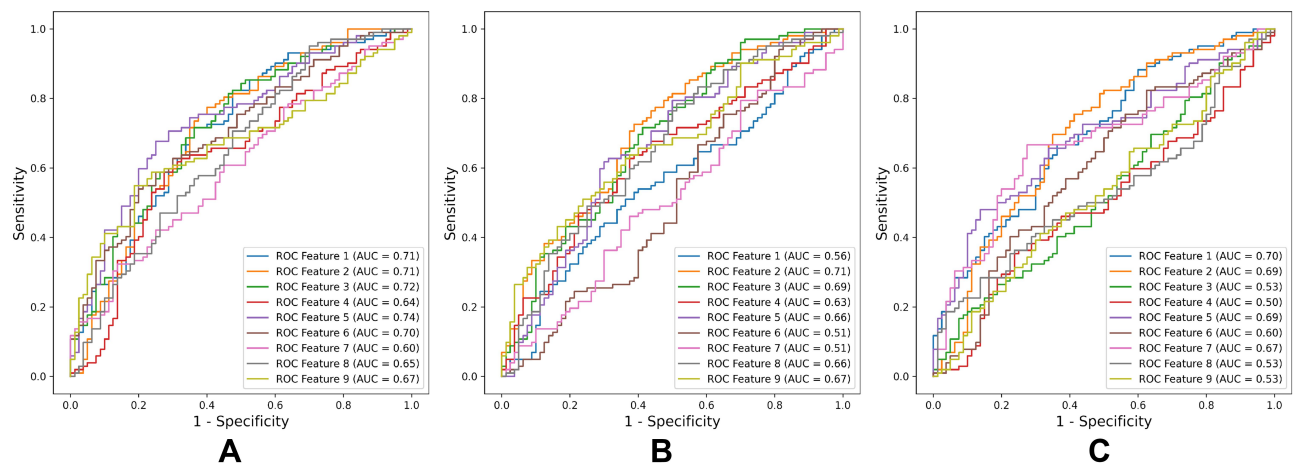 1.0
0.8
0.6
0.4
0.2
0.0
Sensitivity
ROC Feature 1 (AUC = 0.71)
ROC Feature 2 (AUC = 0.71)
ROC Feature 3 (AUC = 0.72)
ROC Feature 4 (AUC = 0.64)
ROC Feature 5 (AUC = 0.74)
ROC Feature 6 (AUC = 0.70)
ROC Feature 7 (AUC = 0.60)
ROC Feature 8 (AUC = 0.65)
ROC Feature 9 (AUC = 0.67)
0.0 0.2 0.4 0.6 0.8 1.0
1 - Specificity
A
1.0
0.8
0.6
0.4
0.2
0.0
Sensitivity
ROC Feature 1 (AUC = 0.56)
ROC Feature 2 (AUC = 0.71)
ROC Feature 3 (AUC = 0.69)
ROC Feature 4 (AUC = 0.63)
ROC Feature 5 (AUC = 0.66)
ROC Feature 6 (AUC = 0.51)
ROC Feature 7 (AUC = 0.51)
ROC Feature 8 (AUC = 0.66)
ROC Feature 9 (AUC = 0.67)
0.0 0.2 0.4 0.6 0.8 1.0
1 - Specificity
B
1.0
0.8
0.6
0.4
0.2
0.0
Sensitivity
ROC Feature 1 (AUC = 0.70)
ROC Feature 2 (AUC = 0.69)
ROC Feature 3 (AUC = 0.53)
ROC Feature 4 (AUC = 0.50)
ROC Feature 5 (AUC = 0.69)
ROC Feature 6 (AUC = 0.60)
ROC Feature 7 (AUC = 0.67)
ROC Feature 8 (AUC = 0.53)
ROC Feature 9 (AUC = 0.53)
0.0 0.2 0.4 0.6 0.8 1.0
1 - Specificity
C